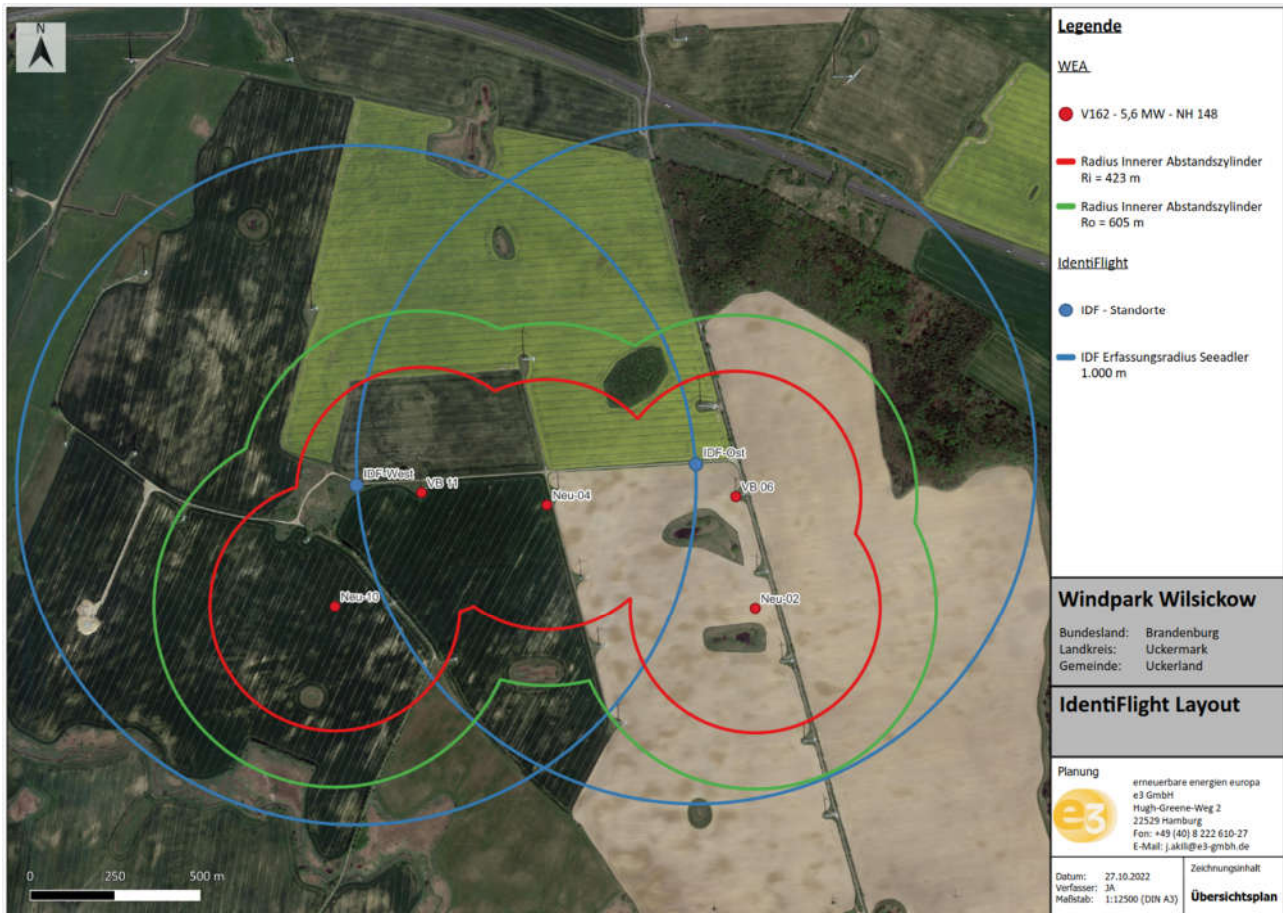 N
IDF-West
VB 11
Neu-04
IDF-Ost
VB 06
Neu-10
Neu-02
0 250 500 m
Legende
WEA
V162 - 5,6 MW - NH 148
Radius Innerer Abstandszylinder
Ri = 423 m
Radius Innerer Abstandszylinder
Ro = 605 m
IdentiFlight
IDF - Standorte
IDF Erfassungsradius Seeadler
1.000 m
Windpark Wilsickow
Bundesland: Brandenburg
Landkreis: Uckermark
Gemeinde: Uckerland
IdentiFlight Layout
Planung
e3
erneuerbare energien europa
e3 GmbH
Hugh-Greene-Weg 2
22529 Hamburg
Fon: +49 (40) 8 222 610-27
E-Mail: j.akili@e3-gmbh.de
Datum: 27.10.2022
Verfasser: JA
Maßstab: 1:12500 (DIN A3)
Zeichnungsinhalt
Übersichtsplan